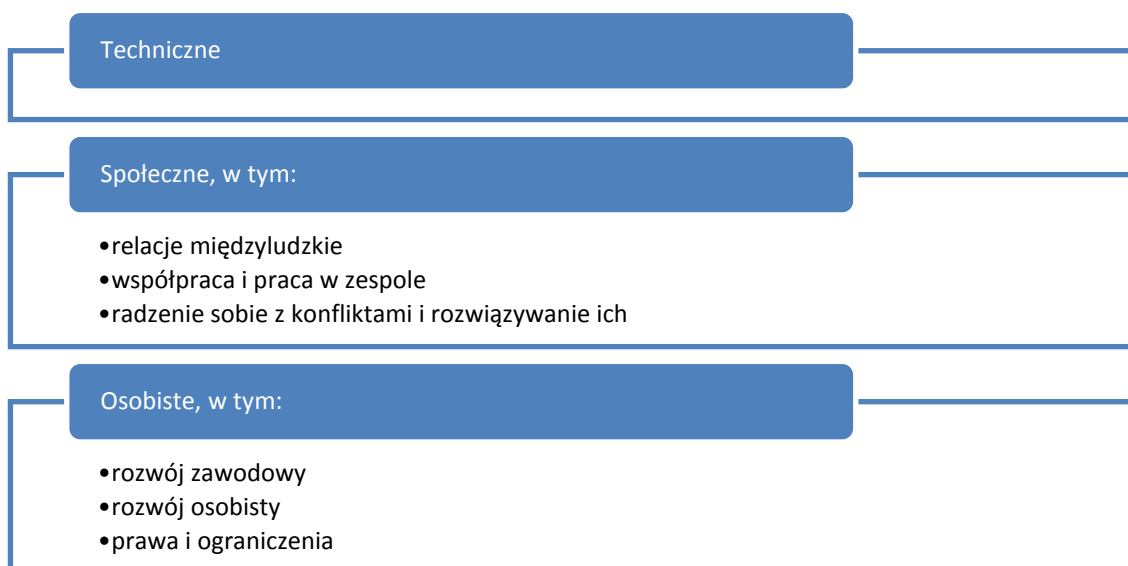 Techniczne
Społeczne, w tym:
•relacje międzyludzkie
•współpraca i praca w zespole
•radzenie sobie z konfliktami i rozwiązywanie ich
Osobiste, w tym:
•rozwój zawodowy
•rozwój osobisty
•prawa i ograniczenia